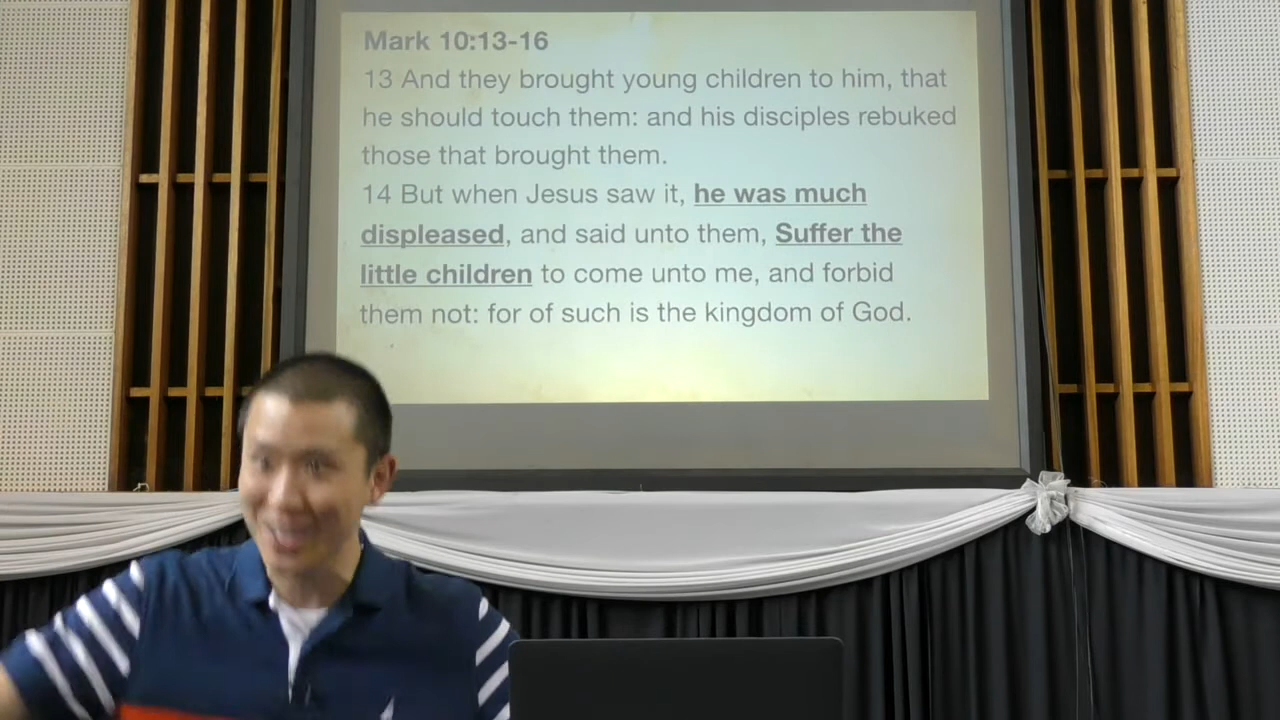 Mark 10:13-16
13 And they brought young children to him, that
he should touch them: and his disciples rebuked
those that brought them.
14 But when Jesus saw it, he was much
displeased, and said unto them, Suffer the
little children to come unto me, and forbid
them not: for of such is the kingdom of God.